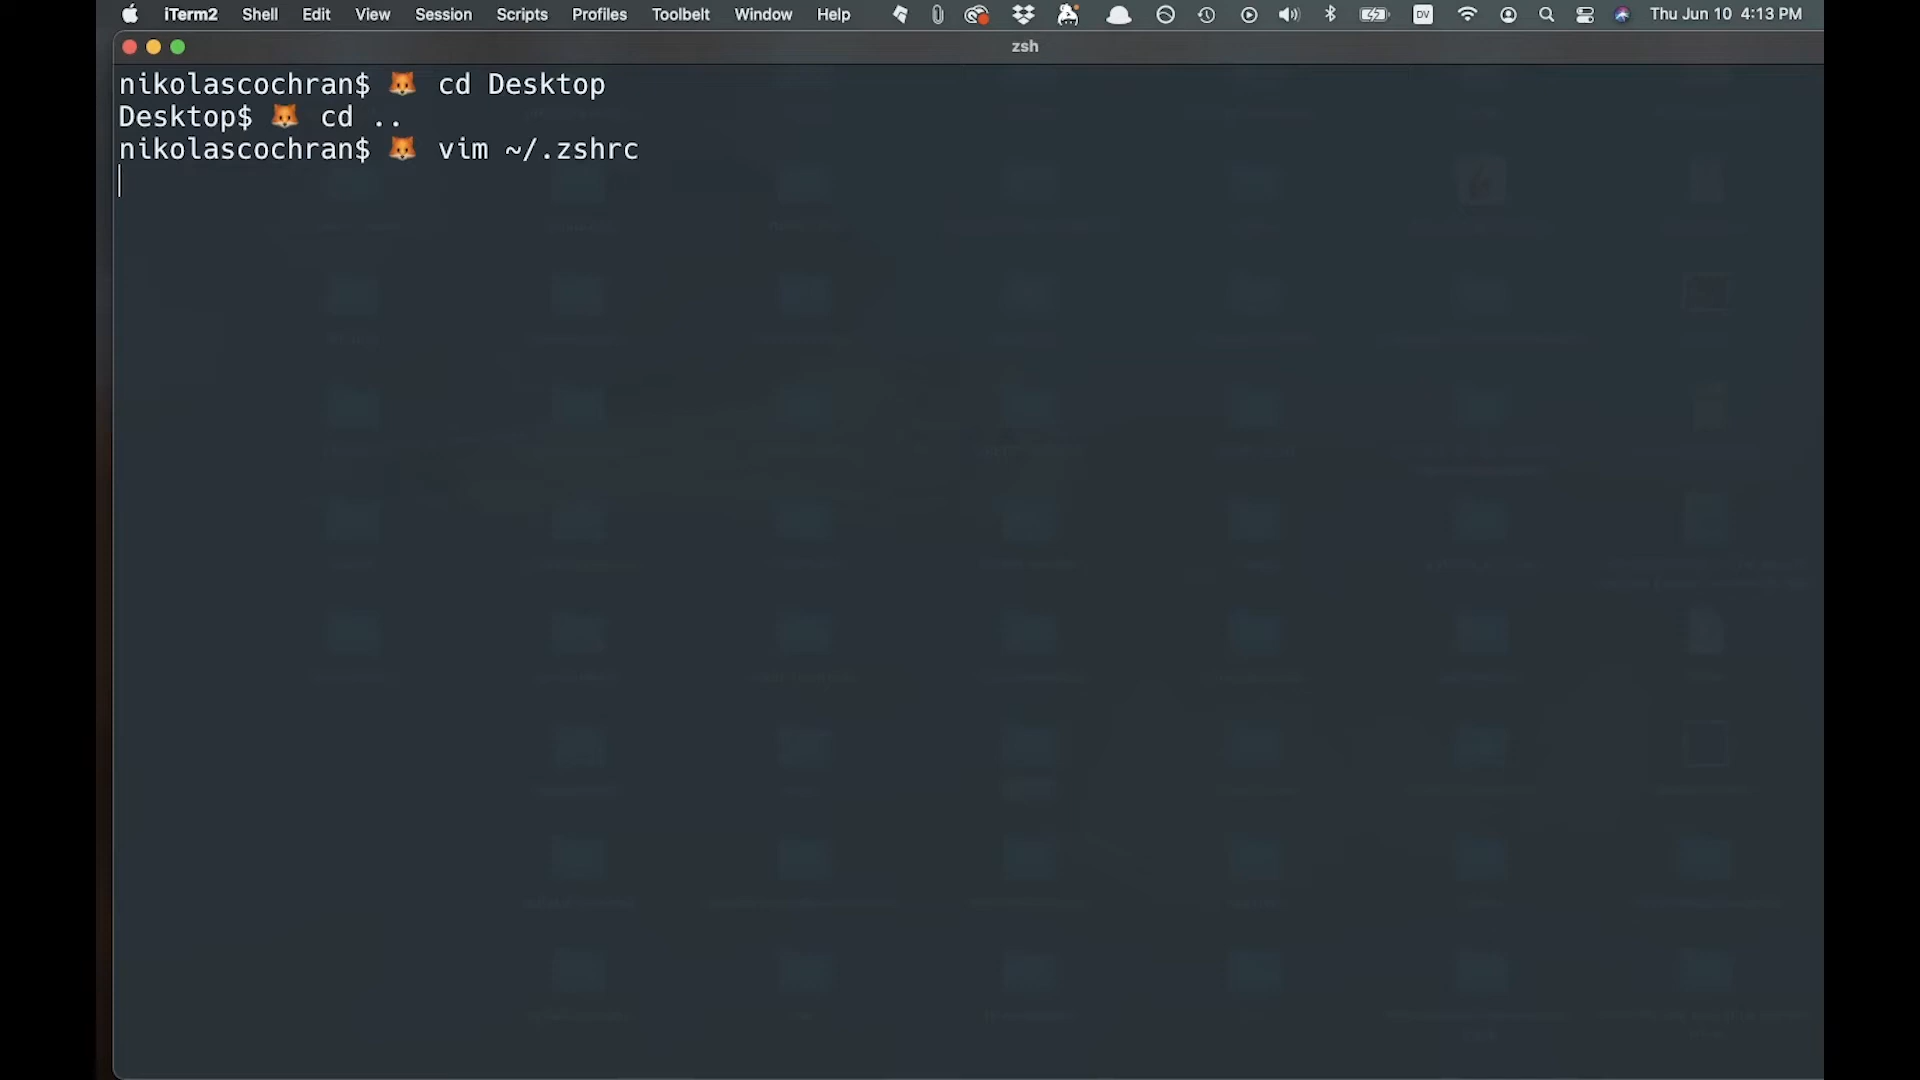 iTerm2 Shell Edit View Session Scripts Profiles Toolbelt Window Help DV Thu Jun 10 4:13 PM
zsh
nikolascochran$ 🦊 cd Desktop
Desktop$ 🦊 cd ..
nikolascochran$ 🦊 vim ~/.zshrc